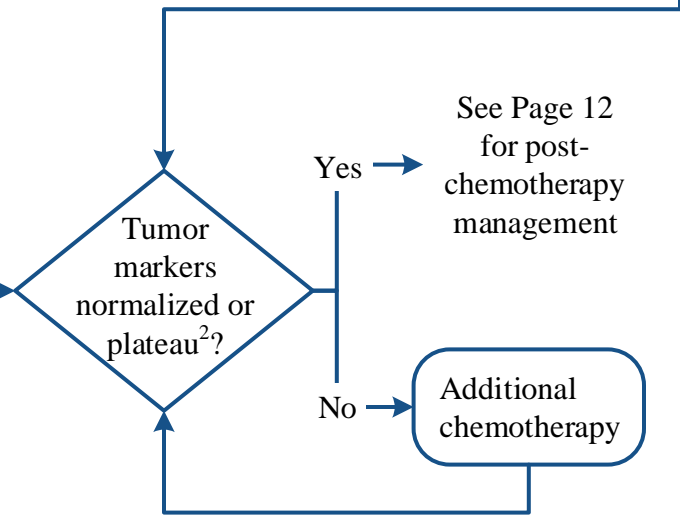 Tumor
markers
normalized or
plateau²?
Yes
See Page 12
for post-
chemotherapy
management
No
Additional
chemotherapy